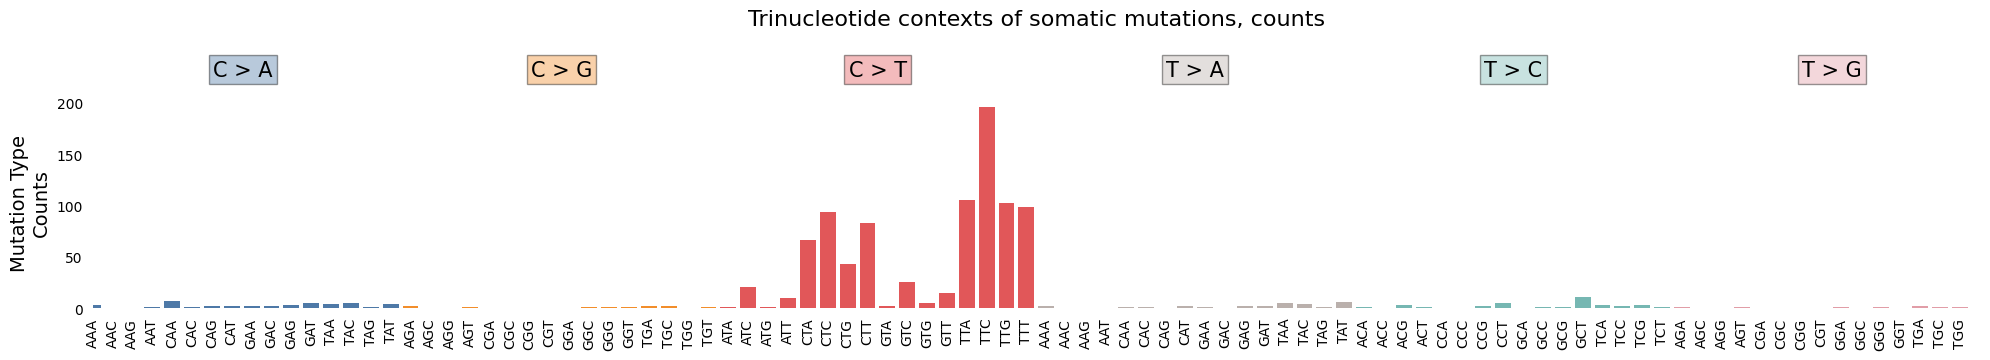 Trinucleotide contexts of somatic mutations, counts
C > A C > G C > T T > A T > C T > G
Mutation Type
Counts
200
150
100
50
0
AAA AAC AAG AAT CAA CAC CAG CAT GAA GAC GAG GAT TAA TAC TAG TAT AGA AGC AGG AGT CGA CGC CGG CGT GGA GGC GGG GGT TGA TGC TGG TGT ATA ATC ATG ATT CTA CTC CTG CTT GTA GTC GTG GTT TTA TTC TTG TTT AAA AAC AAG AAT CAA CAC CAG CAT GAA GAC GAG GAT TAA TAC TAG TAT ACA ACC ACG ACT CCA CCC CCG CCT GCA GCC GCG GCT TCA TCC TCG TCT AGA AGC AGG AGT CGA CGC CGG CGT GGA GGC GGG GGT TGA TGC TGG